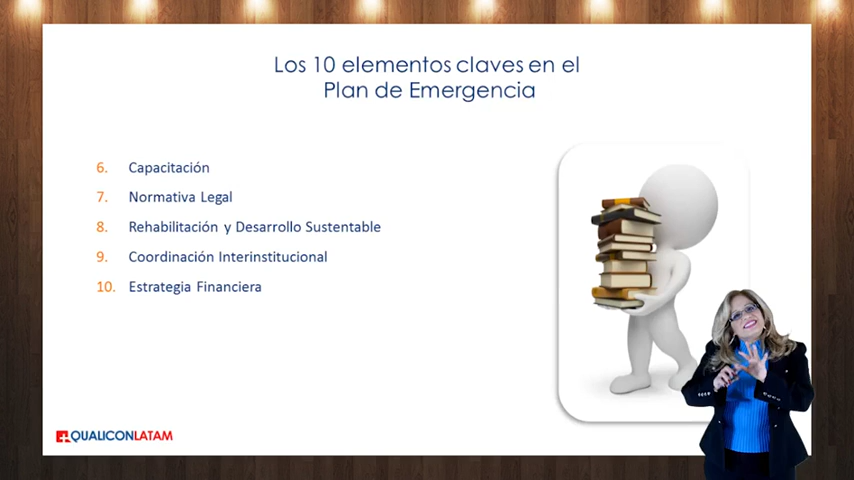 Los 10 elementos claves en el
Plan de Emergencia
6. Capacitación
7. Normativa Legal
8. Rehabilitación y Desarrollo Sustentable
9. Coordinación Interinstitucional
10. Estrategia Financiera
QUALICONLATAM